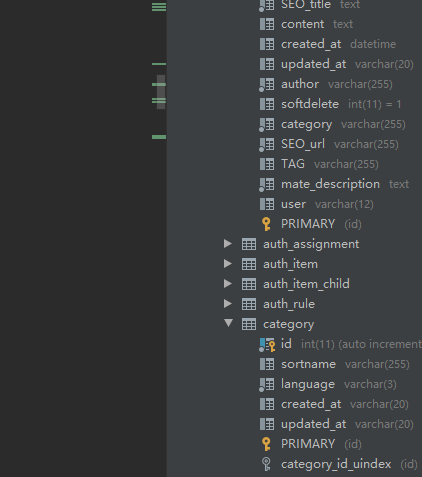 SEO_title text
content text
created_at datetime
updated_at varchar(20)
author varchar(255)
softdelete int(11) = 1
category varchar(255)
SEO_url varchar(255)
TAG varchar(255)
mate_description text
user varchar(12)
PRIMARY (id)
auth_assignment
auth_item
auth_item_child
auth_rule
category
id int(11) (auto increment
sortname varchar(255)
language varchar(3)
created_at varchar(20)
updated_at varchar(20)
PRIMARY (id)
category_id_uindex (id)